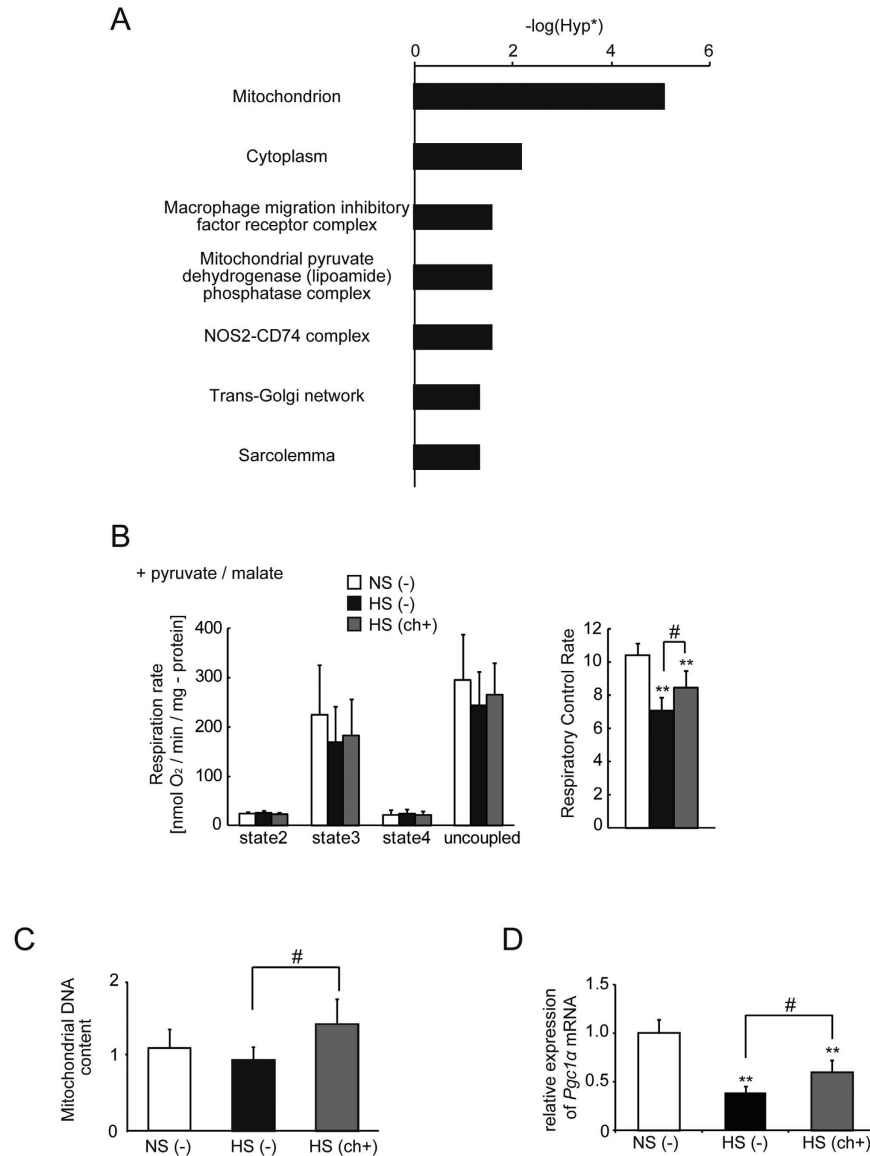 A
-log(Hyp*)
0 2 4 6
Mitochondrion
Cytoplasm
Macrophage migration inhibitory
factor receptor complex
Mitochondrial pyruvate
dehydrogenase (lipoamide)
phosphatase complex
NOS2-CD74 complex
Trans-Golgi network
Sarcolemma
B
+ pyruvate / malate
NS (-)
HS (-)
HS (ch+)
Respiration rate
[nmol O₂ / min / mg - protein]
400
300
200
100
0
state2 state3 state4 uncoupled
Respiratory Control Rate
12
10
8
6
4
2
0
#
** **
C
Mitochondrial DNA
content
2
1
0
#
NS (-) HS (-) HS (ch+)
D
relative expression
of Pgc1α mRNA
1.5
1.0
0.5
0
#
** **
NS (-) HS (-) HS (ch+)